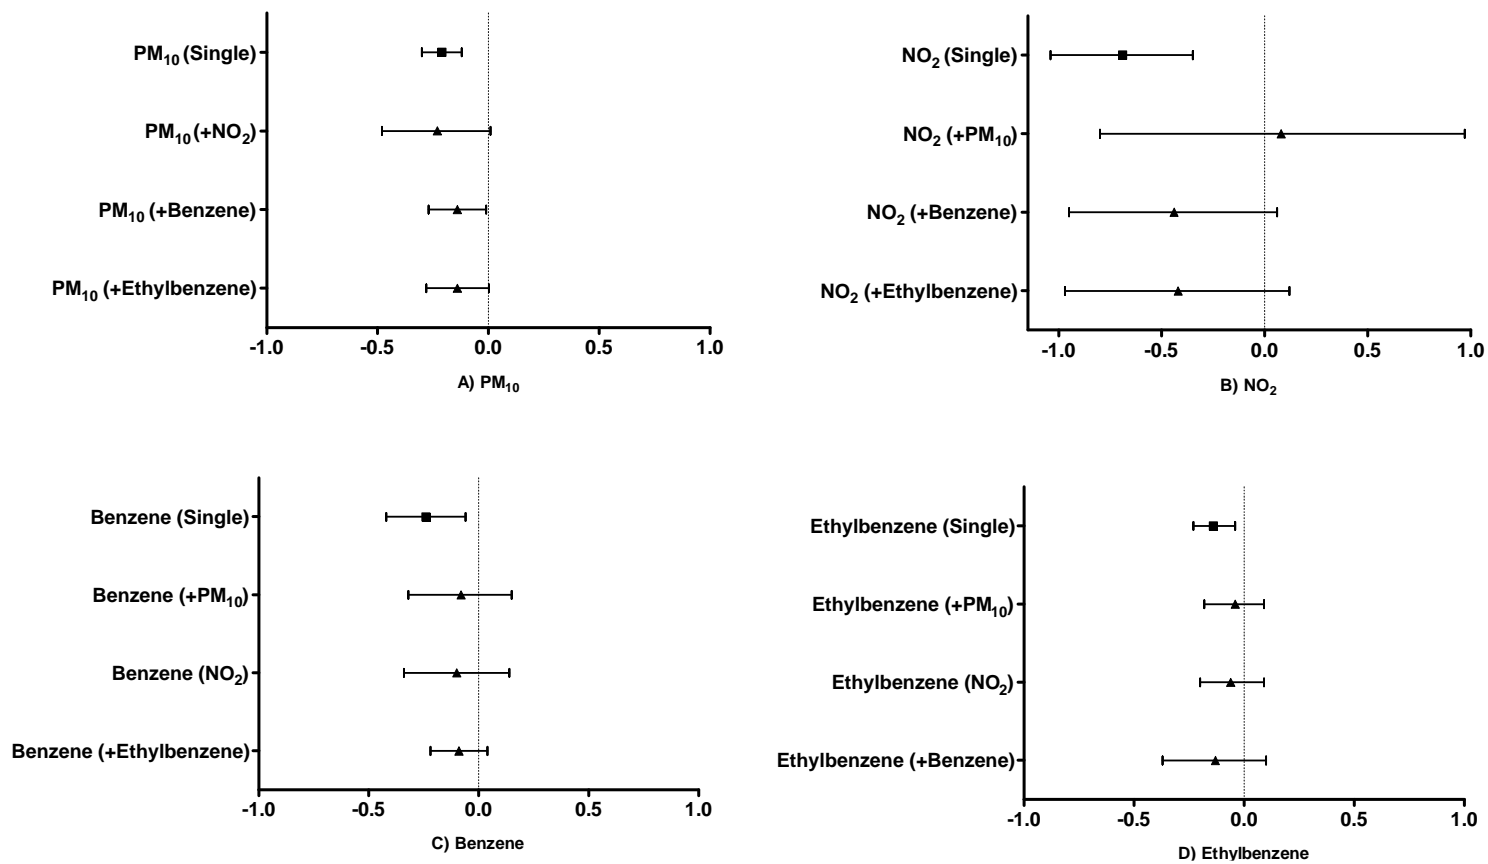 PM₁₀ (Single)
PM₁₀ (+NO₂)
PM₁₀ (+Benzene)
PM₁₀ (+Ethylbenzene)
-1.0 -0.5 0.0 0.5 1.0
A) PM₁₀
NO₂ (Single)
NO₂ (+PM₁₀)
NO₂ (+Benzene)
NO₂ (+Ethylbenzene)
-1.0 -0.5 0.0 0.5 1.0
B) NO₂
Benzene (Single)
Benzene (+PM₁₀)
Benzene (NO₂)
Benzene (+Ethylbenzene)
-1.0 -0.5 0.0 0.5 1.0
C) Benzene
Ethylbenzene (Single)
Ethylbenzene (+PM₁₀)
Ethylbenzene (NO₂)
Ethylbenzene (+Benzene)
-1.0 -0.5 0.0 0.5 1.0
D) Ethylbenzene